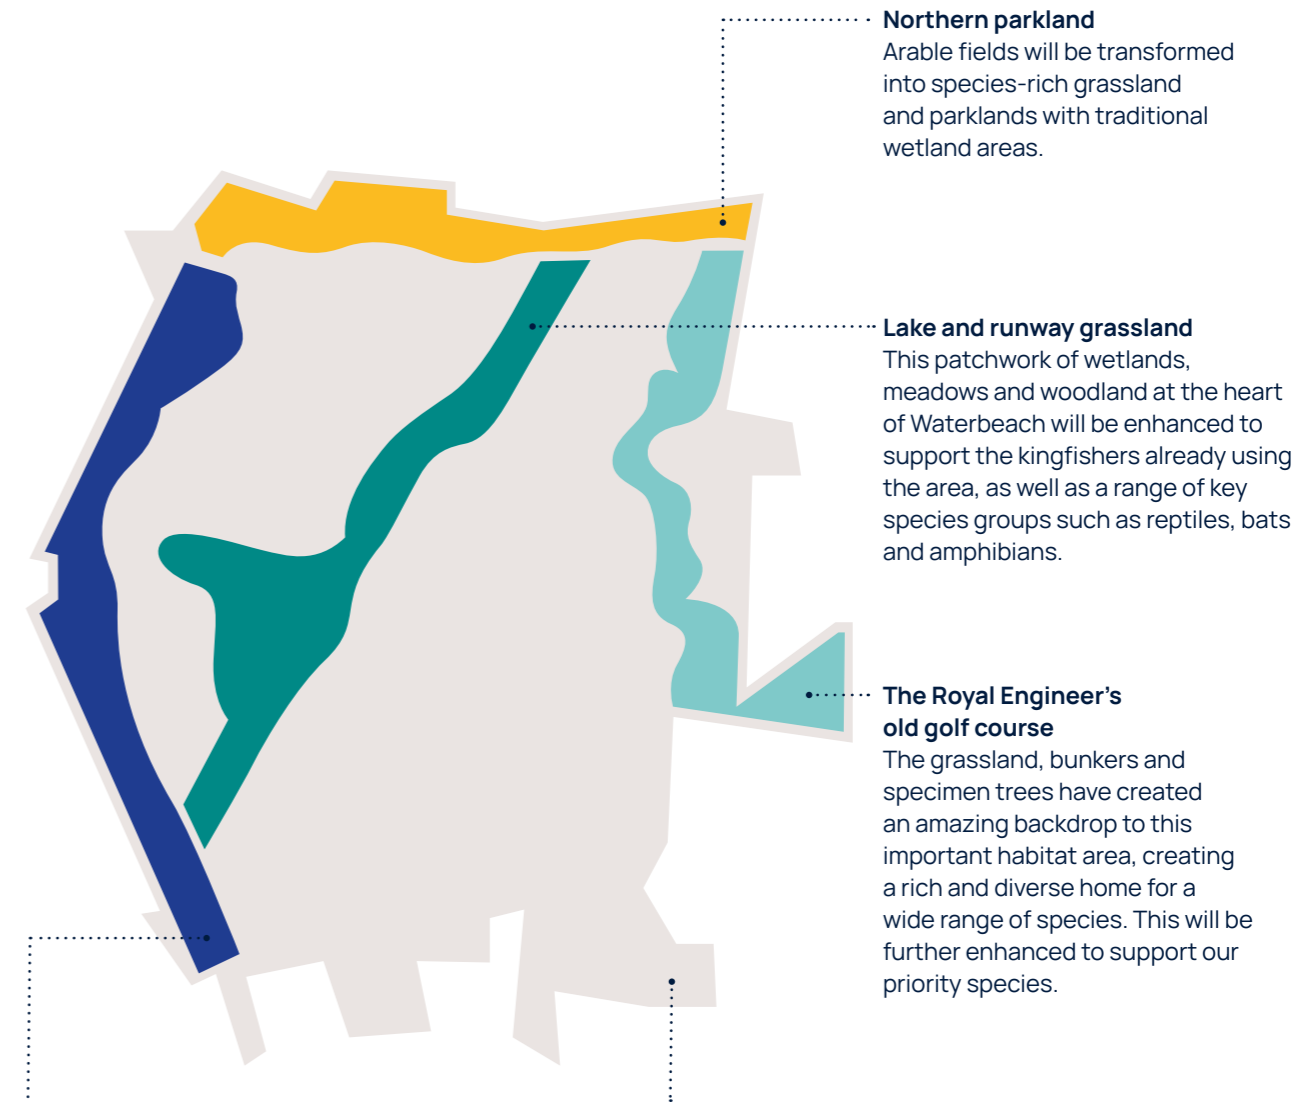 Northern parkland
Arable fields will be transformed
into species-rich grassland
and parklands with traditional
wetland areas.
Lake and runway grassland
This patchwork of wetlands,
meadows and woodland at the heart
of Waterbeach will be enhanced to
support the kingfishers already using
the area, as well as a range of key
species groups such as reptiles, bats
and amphibians.
The Royal Engineer’s
old golf course
The grassland, bunkers and
specimen trees have created
an amazing backdrop to this
important habitat area, creating
a rich and diverse home for a
wide range of species. This will be
further enhanced to support our
priority species.